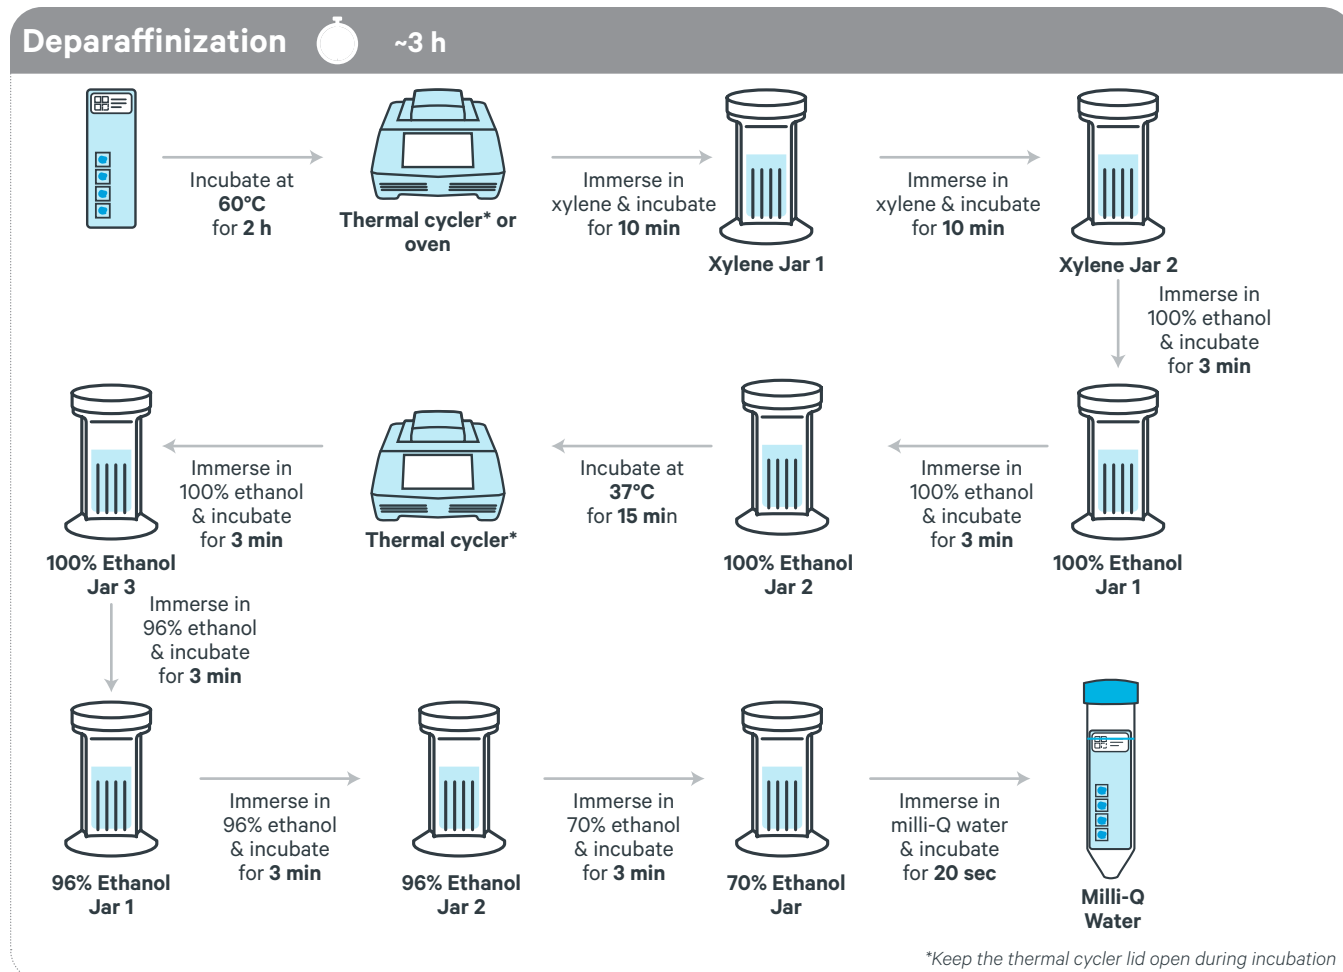 Deparaffinization ~3 h
Incubate at
60°C
for 2 h
Thermal cycler* or
oven
Immerse in
xylene & incubate
for 10 min
Xylene Jar 1
Immerse in
xylene & incubate
for 10 min
Xylene Jar 2
Immerse in
100% ethanol
& incubate
for 3 min
100% Ethanol
Jar 1
Immerse in
100% ethanol
& incubate
for 3 min
100% Ethanol
Jar 2
Incubate at
37°C
for 15 min
Thermal cycler*
Immerse in
100% ethanol
& incubate
for 3 min
100% Ethanol
Jar 3
Immerse in
96% ethanol
& incubate
for 3 min
96% Ethanol
Jar 1
Immerse in
96% ethanol
& incubate
for 3 min
96% Ethanol
Jar 2
Immerse in
70% ethanol
& incubate
for 3 min
70% Ethanol
Jar
Immerse in
milli-Q water
& incubate
for 20 sec
Milli-Q
Water
*Keep the thermal cycler lid open during incubation